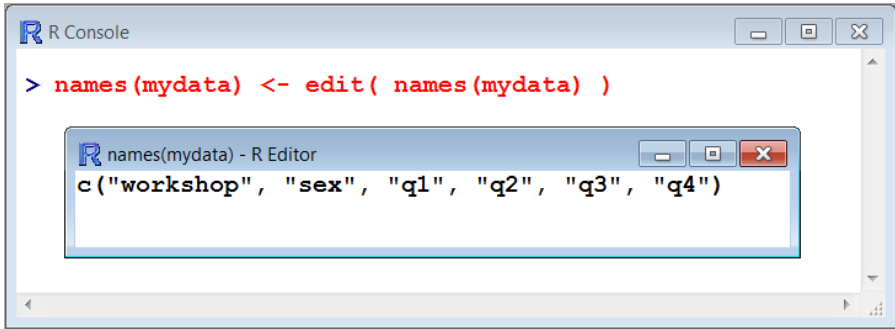 R Console
> names(mydata) <- edit( names(mydata) )
names(mydata) - R Editor
c("workshop", "sex", "q1", "q2", "q3", "q4")